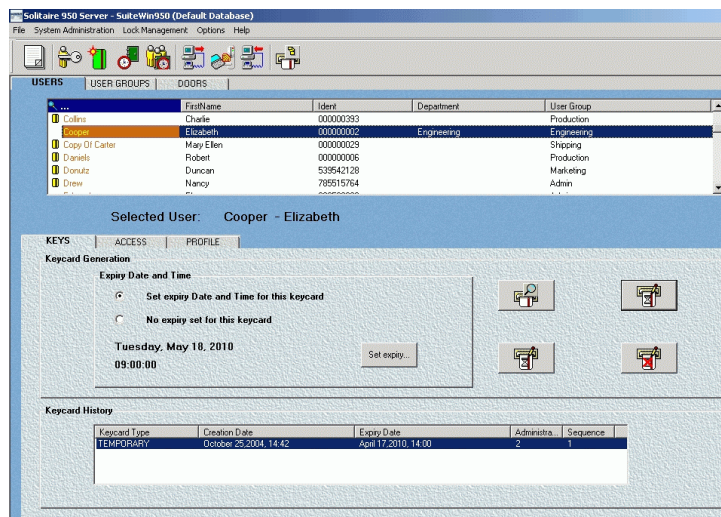 Solitaire 950 Server - SuiteWin950 (Default Database)
File System Administration Lock Management Options Help
USERS USER GROUPS DOORS
... FirstName Ident Department User Group
Collins Charlie 000000393 Production
Cooper Elizabeth 000000002 Engineering Engineering
Copy Of Carter Mary Ellen 000000029 Shipping
Daniels Robert 000000006 Production
Donutz Duncan 539542128 Marketing
Drew Nancy 785515764 Admin
Selected User: Cooper - Elizabeth
KEYS ACCESS PROFILE
Keycard Generation
Expiry Date and Time
Set expiry Date and Time for this keycard
No expiry set for this keycard
Tuesday, May 18, 2010
09:00:00
Set expiry...
Keycard History
Keycard Type Creation Date Expiry Date Administra... Sequence
TEMPORARY October 25,2004, 14:42 April 17,2010, 14:00 2 1